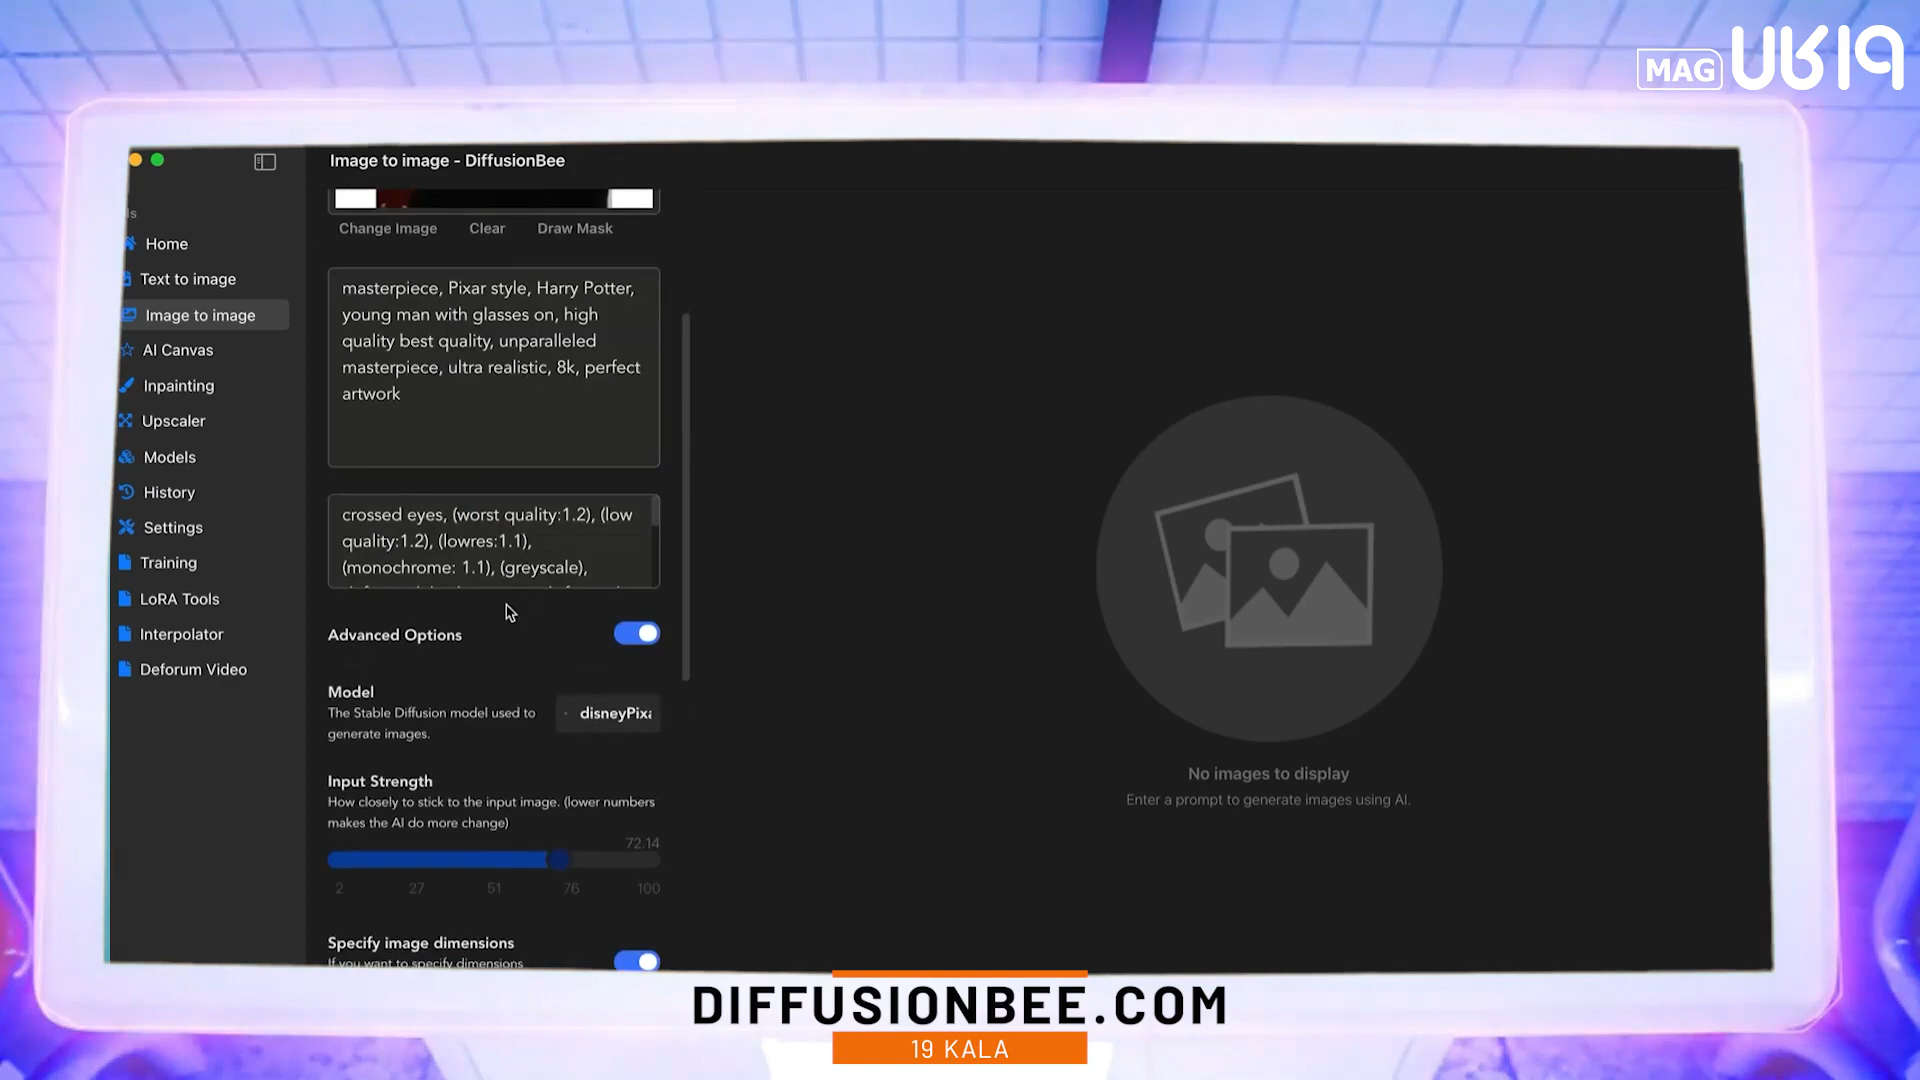 MAG
Image to image - DiffusionBee
ls
Home
Text to image
Image to image
AI Canvas
Inpainting
Upscaler
Models
History
Settings
Training
LoRA Tools
Interpolator
Deforum Video
Change Image Clear Draw Mask
masterpiece, Pixar style, Harry Potter,
young man with glasses on, high
quality best quality, unparalleled
masterpiece, ultra realistic, 8k, perfect
artwork
crossed eyes, (worst quality:1.2), (low
quality:1.2), (lowres:1.1),
(monochrome: 1.1), (greyscale),
Advanced Options
Model
The Stable Diffusion model used to
generate images.
disneyPixa
Input Strength
How closely to stick to the input image. (lower numbers
makes the AI do more change)
72.14
2 27 51 76 100
Specify image dimensions
If you want to specify dimensions
No images to display
Enter a prompt to generate images using AI.
DIFFUSIONBEE.COM
19 KALA